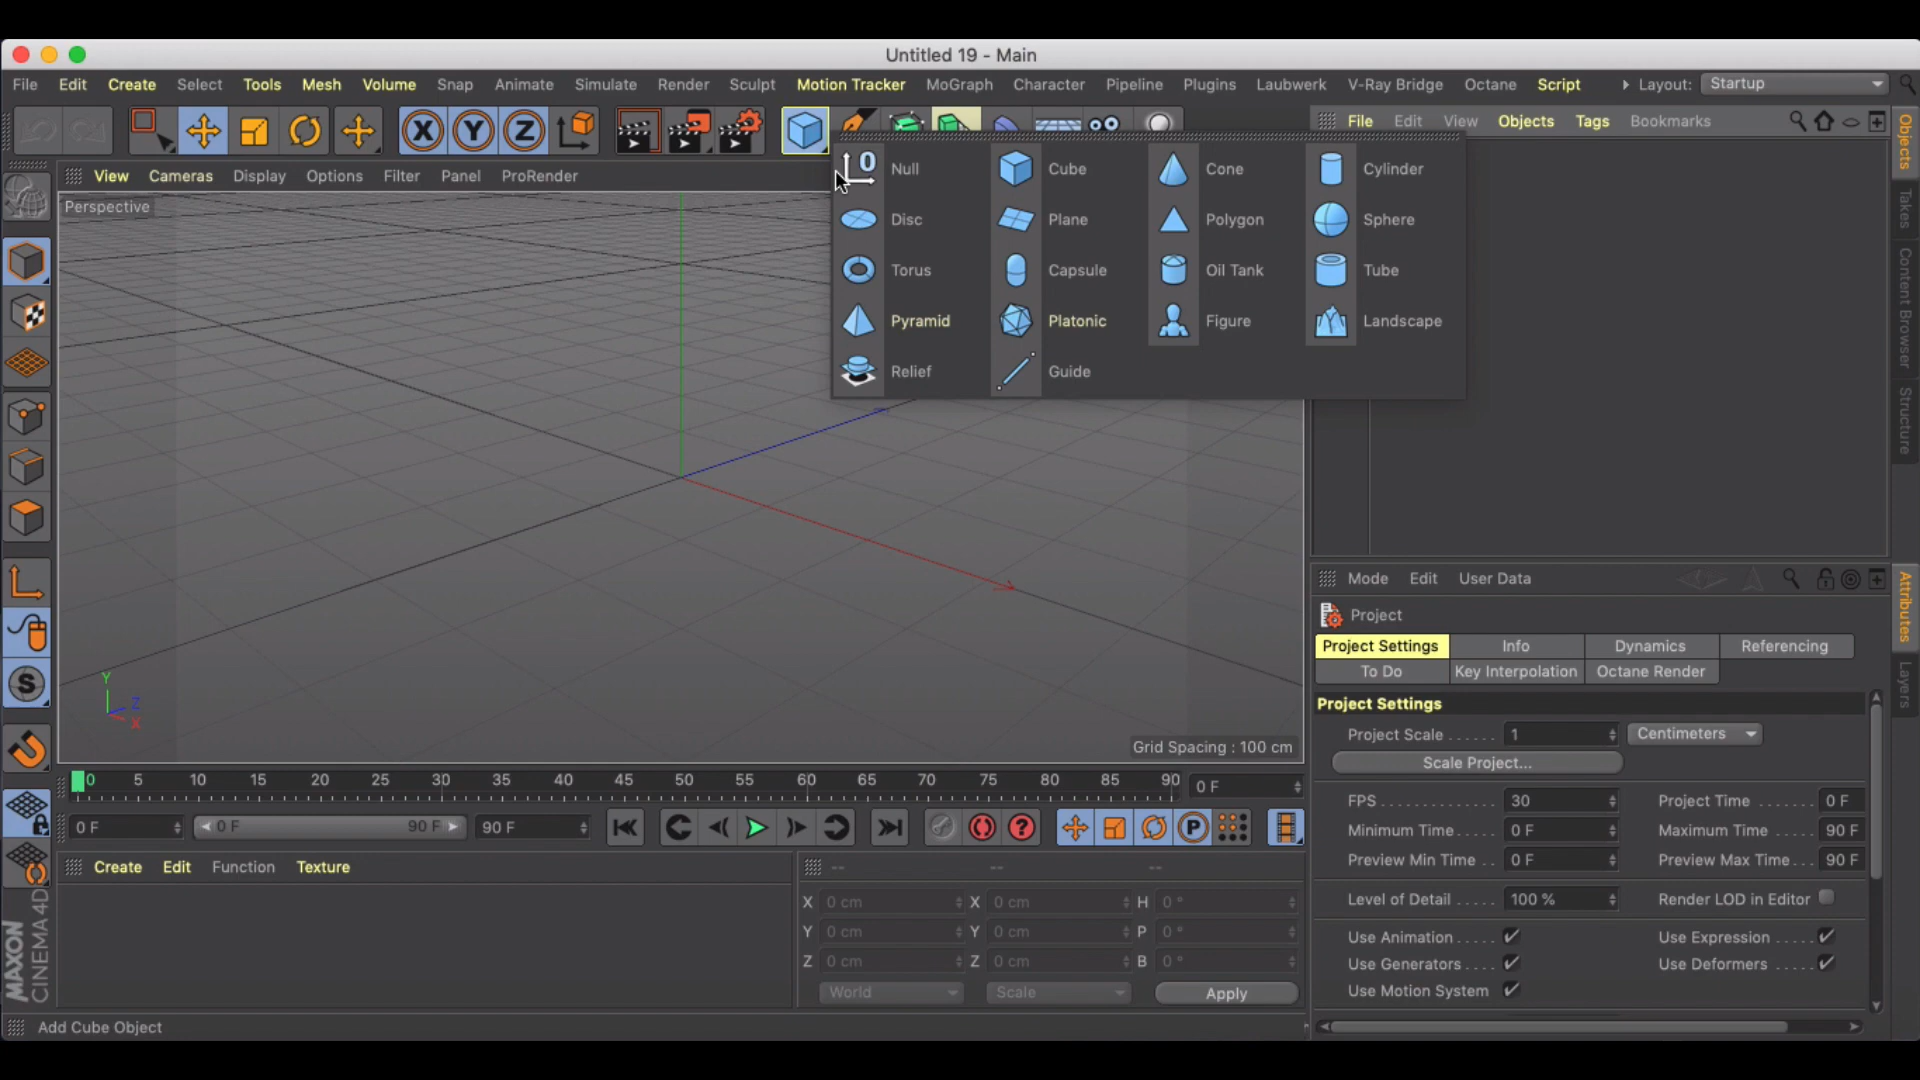 Untitled 19 - Main
File Edit Create Select Tools Mesh Volume Snap Animate Simulate Render Sculpt Motion Tracker MoGraph Character Pipeline Plugins Laubwerk V-Ray Bridge Octane Script Layout: Startup
X Y Z
File Edit View Objects Tags Bookmarks
View Cameras Display Options Filter Panel ProRender
Perspective
0 Null Cube Cone Cylinder
Disc Plane Polygon Sphere
Torus Capsule Oil Tank Tube
Pyramid Platonic Figure Landscape
Relief Guide
Objects
Takes
Content Browser
Structure
Y
Z
X
S
Grid Spacing : 100 cm
Mode Edit User Data
Project
Project Settings Info Dynamics Referencing
To Do Key Interpolation Octane Render
Project Settings
Project Scale . . . . . . 1 Centimeters
Scale Project...
FPS . . . . . . . . . . . . . 30 Project Time . . . . . . . 0 F
Minimum Time . . . . . 0 F Maximum Time . . . . . 90 F
Preview Min Time . . 0 F Preview Max Time . . . 90 F
Level of Detail . . . . . 100 % Render LOD in Editor
Use Animation . . . . . Use Expression . . . . .
Use Generators . . . . Use Deformers . . . . .
Use Motion System
Attributes
Layers
0 5 10 15 20 25 30 35 40 45 50 55 60 65 70 75 80 85 90 0 F
0 F 0 F 90 F 90 F ? P
Create Edit Function Texture -- -- --
X 0 cm X 0 cm H 0 °
Y 0 cm Y 0 cm P 0 °
Z 0 cm Z 0 cm B 0 °
World Scale Apply
MAXON
CINEMA 4D
Add Cube Object